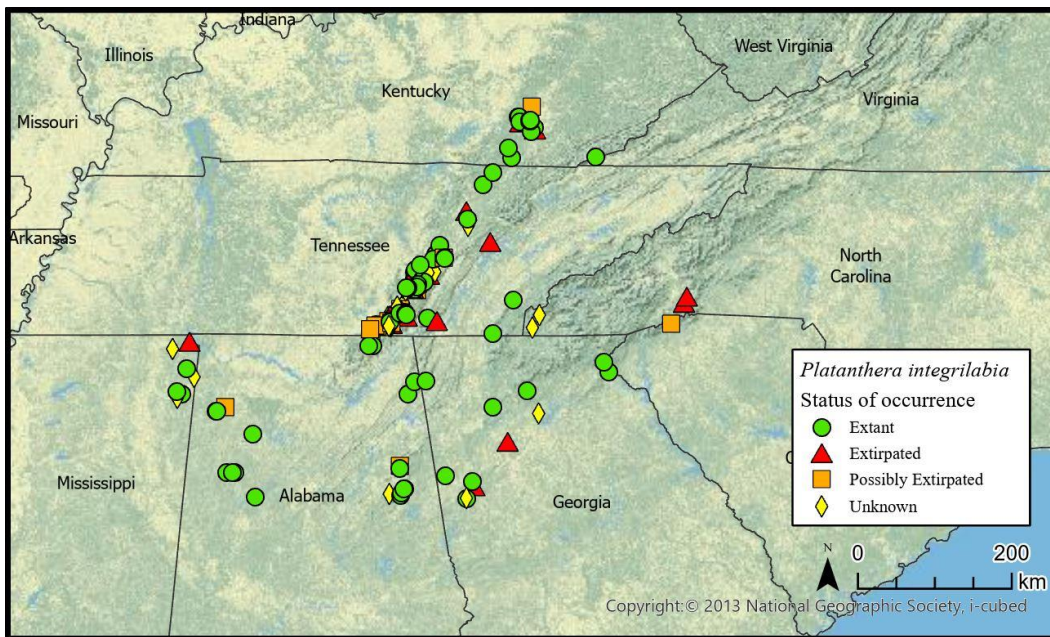 Indiana
West Virginia
Illinois
Kentucky
Virginia
Missouri
Arkansas
Tennessee
North
Carolina
Platanthera integrilabia
Status of occurrence
Extant
Extirpated
Possibly Extirpated
Unknown
Mississippi
Alabama
Georgia
N
0 200
km
Copyright:© 2013 National Geographic Society, i-cubed